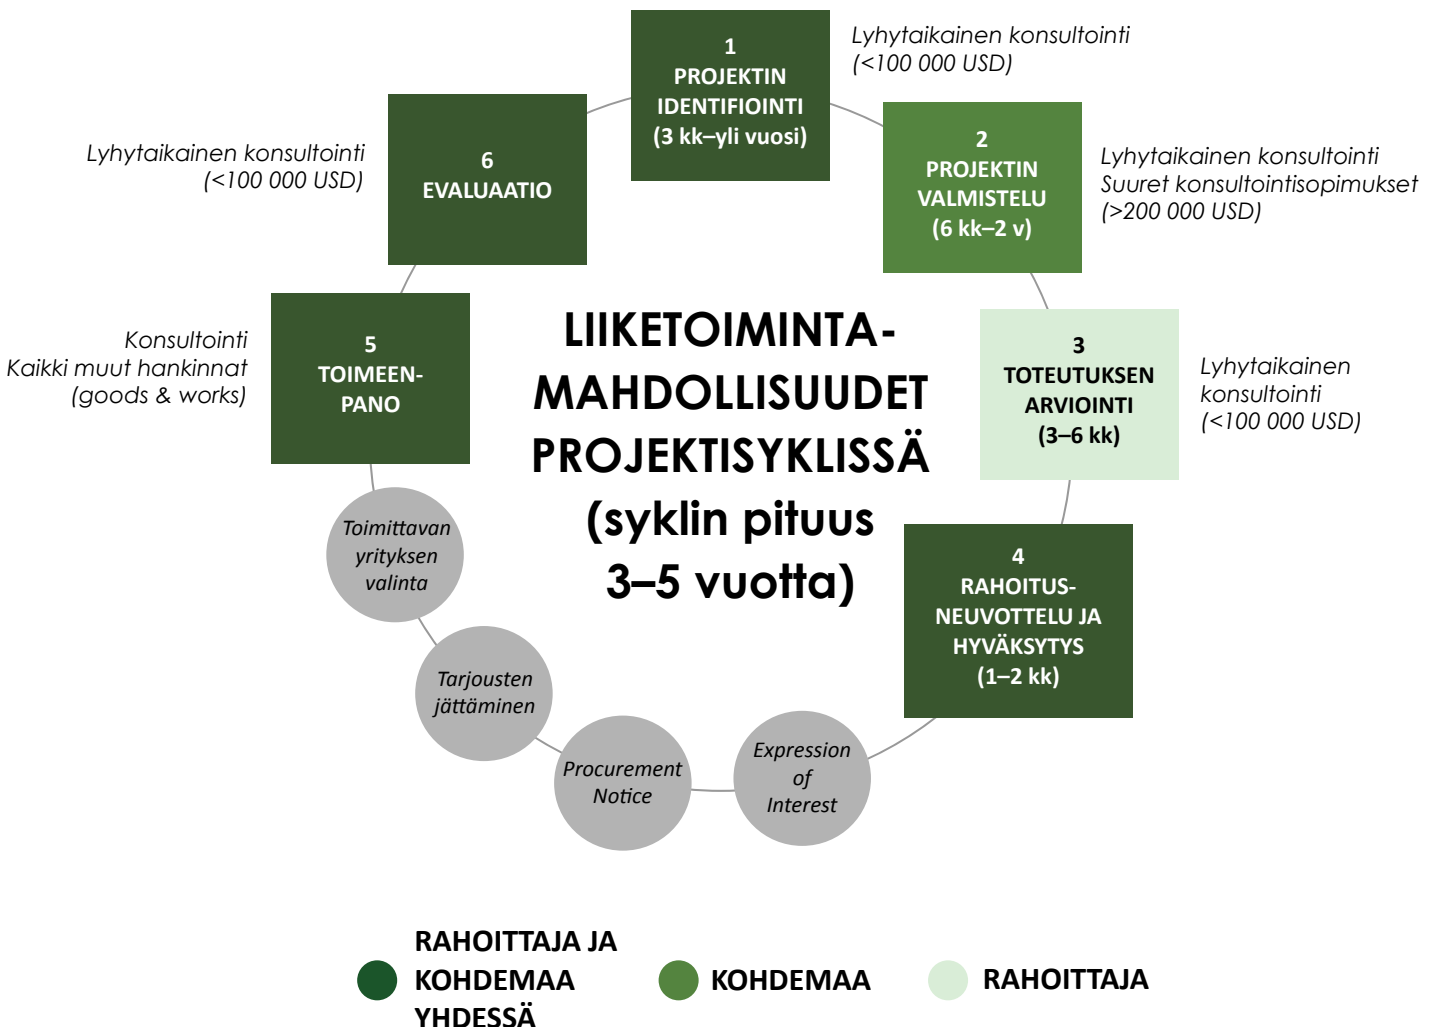 1
PROJEKTIN
IDENTIFIOINTI
(3 kk–yli vuosi)
Lyhytaikainen konsultointi
(<100 000 USD)
2
PROJEKTIN
VALMISTELU
(6 kk–2 v)
Lyhytaikainen konsultointi
Suuret konsultointisopimukset
(>200 000 USD)
3
TOTEUTUKSEN
ARVIOINTI
(3–6 kk)
Lyhytaikainen
konsultointi
(<100 000 USD)
4
RAHOITUS-
NEUVOTTELU JA
HYVÄKSYTYS
(1–2 kk)
Expression
of
Interest
Procurement
Notice
Tarjousten
jättäminen
Toimittavan
yrityksen
valinta
5
TOIMEEN-
PANO
Konsultointi
Kaikki muut hankinnat
(goods & works)
6
EVALUAATIO
Lyhytaikainen konsultointi
(<100 000 USD)
LIIKETOIMINTA-
MAHDOLLISUUDET
PROJEKTISYKLISSÄ
(syklin pituus
3–5 vuotta)
RAHOITTAJA JA
KOHDEMAA
YHDESSÄ
KOHDEMAA
RAHOITTAJA